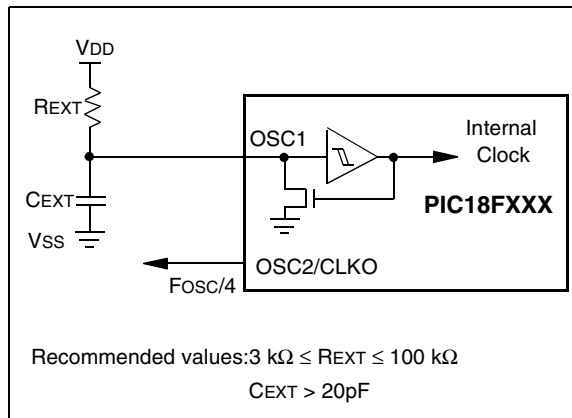 VDD
REXT
OSC1
Internal
Clock
CEXT
PIC18FXXX
VSS
OSC2/CLKO
FOSC/4
Recommended values:3 kΩ ≤ REXT ≤ 100 kΩ
CEXT > 20pF